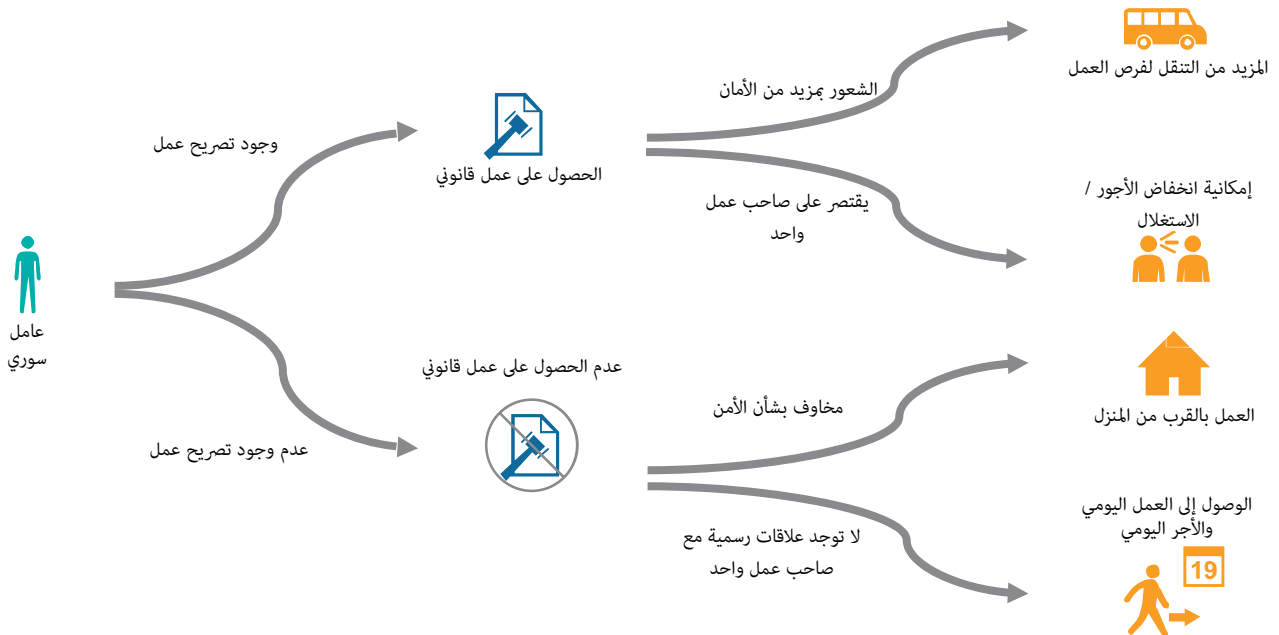 عامل
سوري
وجود تصريح عمل
عدم وجود تصريح عمل
الحصول على عمل قانوني
عدم الحصول على عمل قانوني
الشعور بمزيد من الأمان
يقتصر على صاحب عمل
واحد
مخاوف بشأن الأمن
لا توجد علاقات رسمية مع
صاحب عمل واحد
المزيد من التنقل لفرص العمل
إمكانية انخفاض الأجور /
الاستغلال
العمل بالقرب من المنزل
الوصول إلى العمل اليومي
والأجر اليومي
19